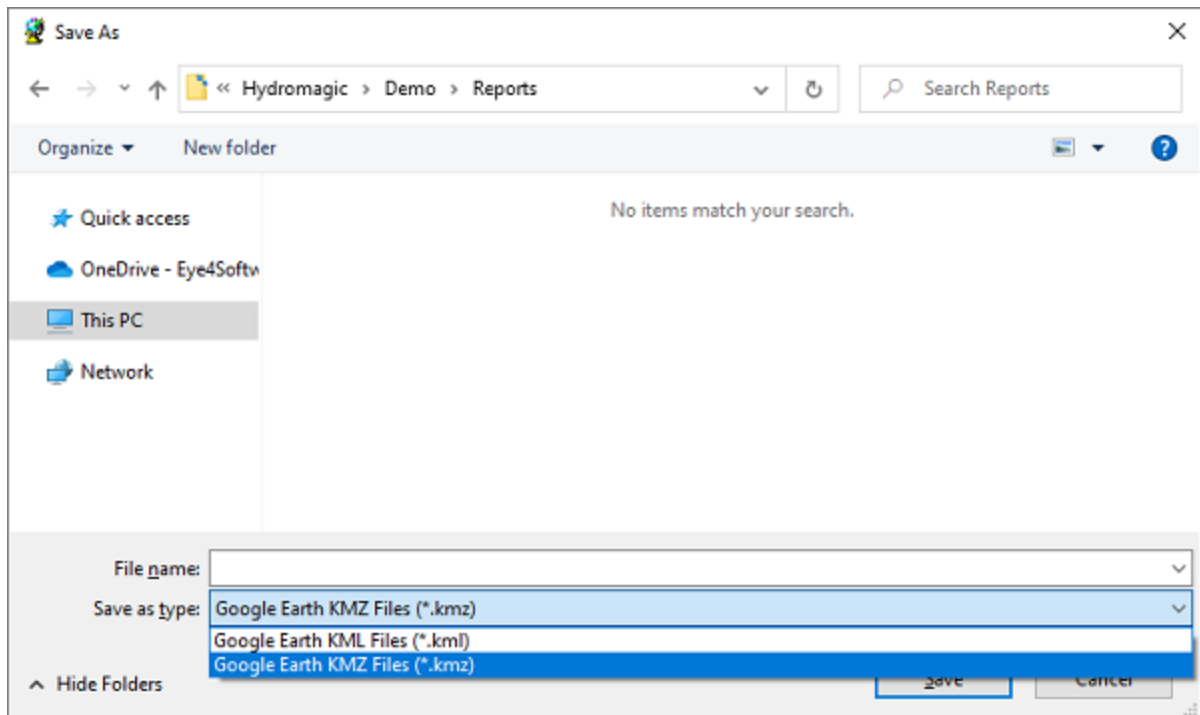 Save As
« Hydromagic › Demo › Reports
Search Reports
Organize
New folder
Quick access
No items match your search.
OneDrive - Eye4Softw
This PC
Network
File name:
Save as type: Google Earth KMZ Files (*.kmz)
Google Earth KML Files (*.kml)
Google Earth KMZ Files (*.kmz)
Hide Folders
Save
Cancel